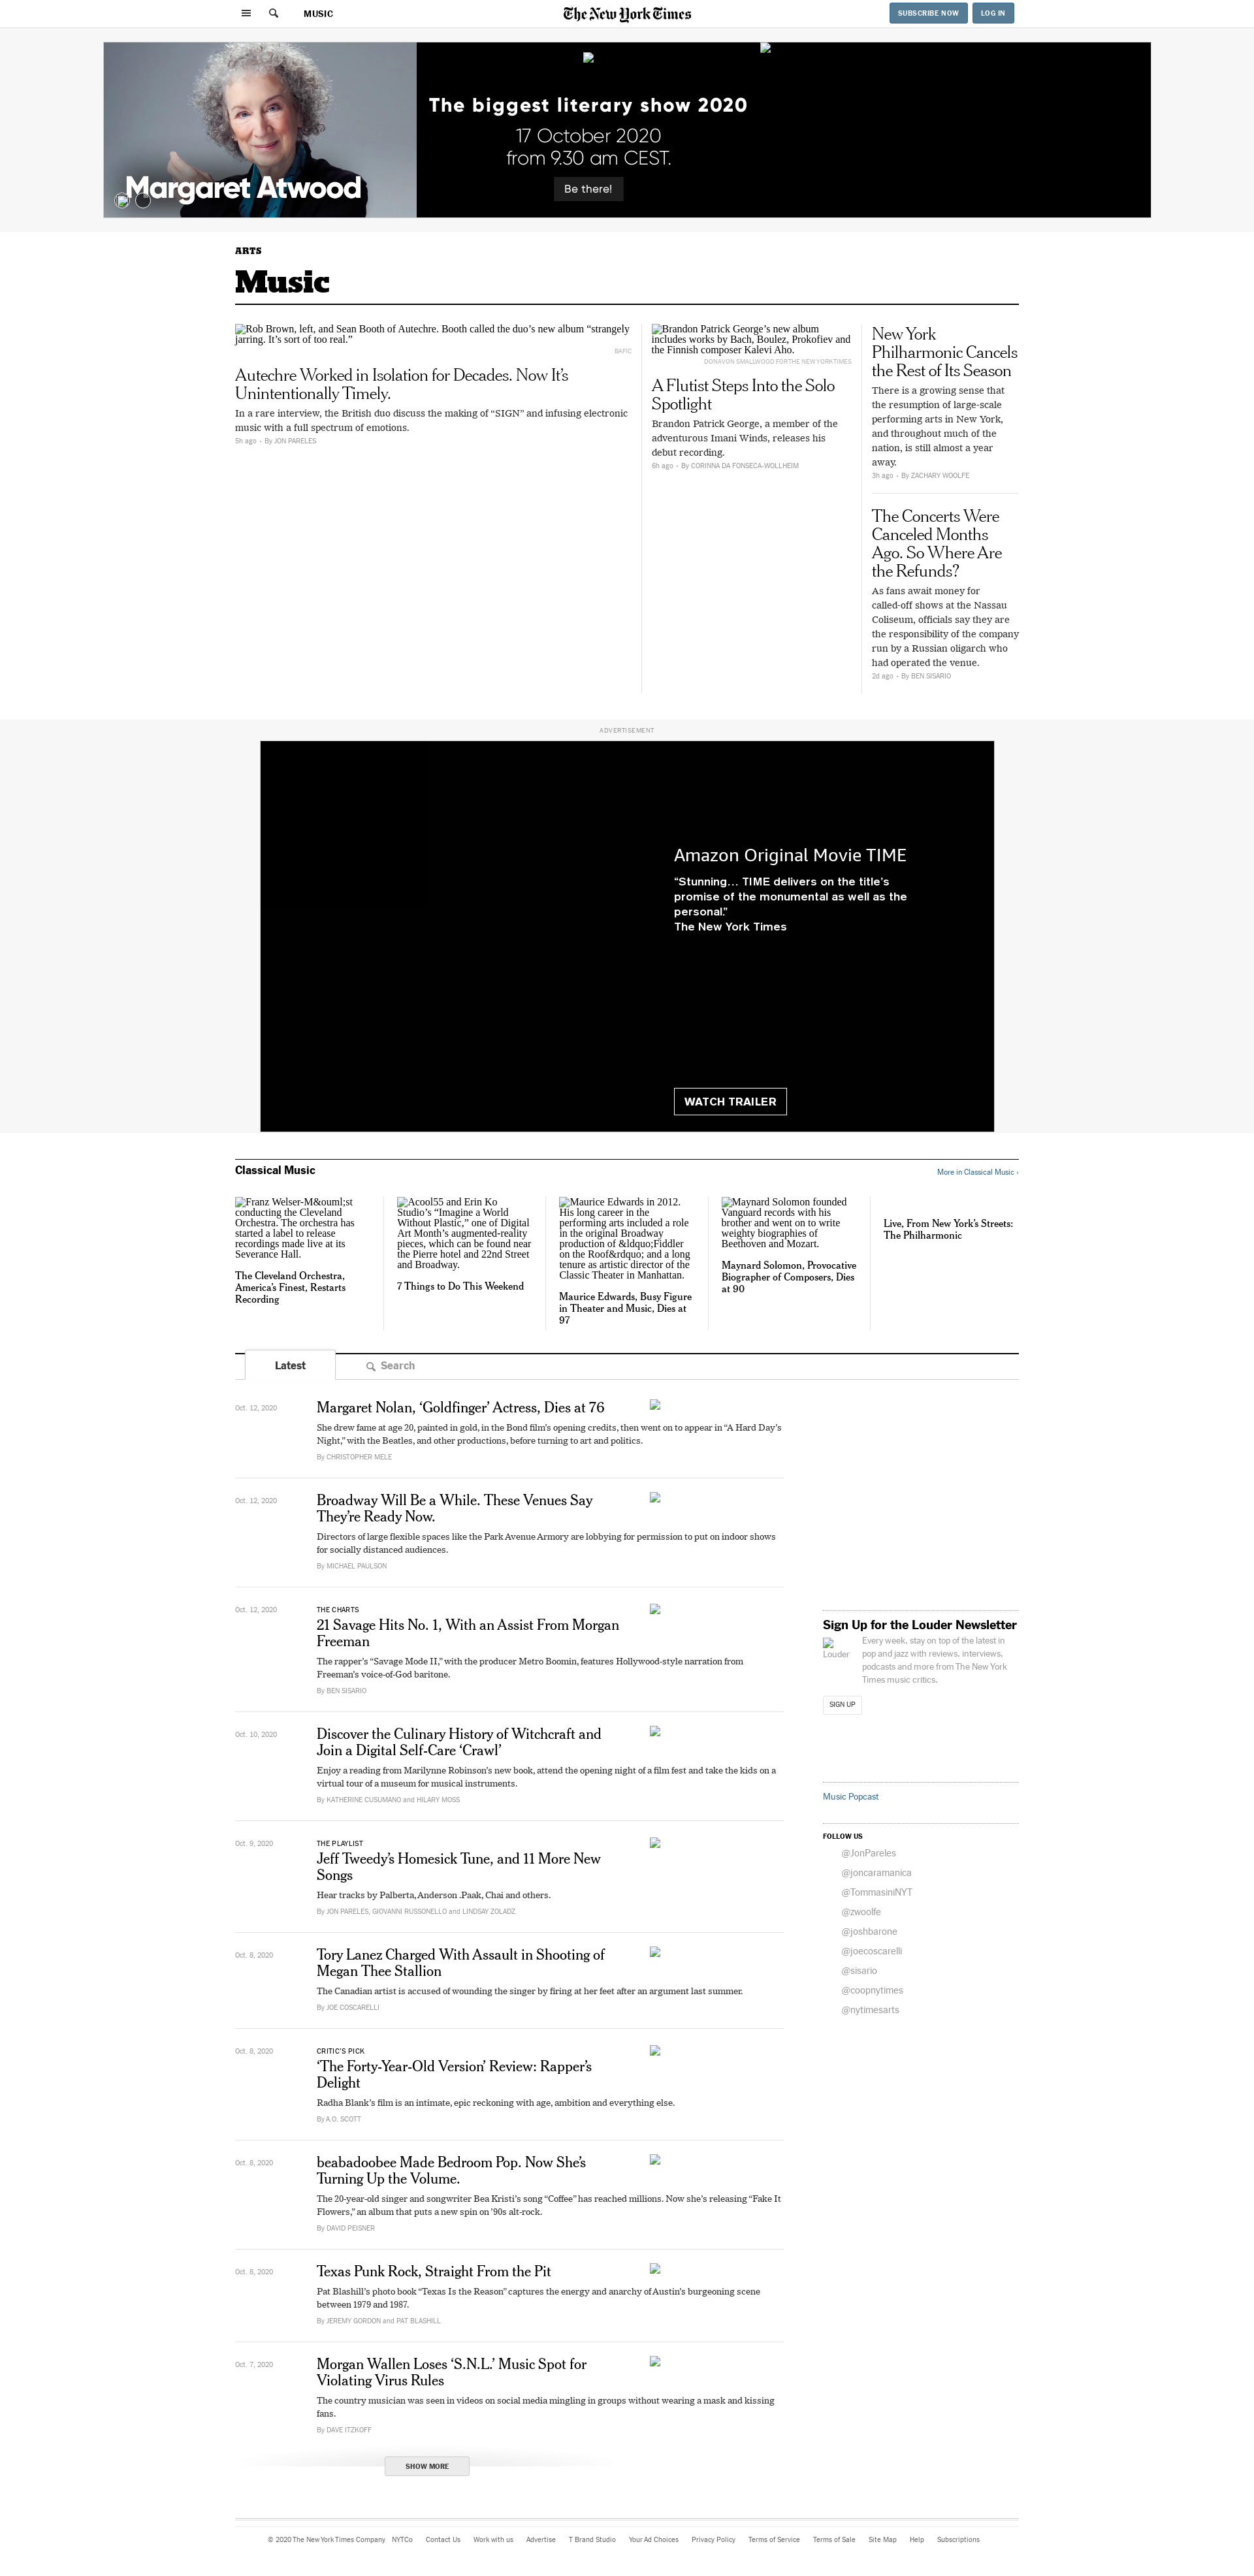 MUSIC
The New York Times
SUBSCRIBE NOW
LOG IN
Margaret Atwood
The biggest literary show 2020
17 October 2020
from 9.30 am CEST.
Be there!
ARTS
Music
Rob Brown, left, and Sean Booth of Autechre. Booth called the duo’s new album “strangely
jarring. It’s sort of too real.”
BAFIC
Autechre Worked in Isolation for Decades. Now It’s
Unintentionally Timely.
In a rare interview, the British duo discuss the making of “SIGN” and infusing electronic
music with a full spectrum of emotions.
5h ago • By JON PARELES
Brandon Patrick George’s new album
includes works by Bach, Boulez, Prokofiev and
the Finnish composer Kalevi Aho.
DONAVON SMALLWOOD FOR THE NEW YORK TIMES
A Flutist Steps Into the Solo
Spotlight
Brandon Patrick George, a member of the
adventurous Imani Winds, releases his
debut recording.
6h ago • By CORINNA DA FONSECA-WOLLHEIM
New York
Philharmonic Cancels
the Rest of Its Season
There is a growing sense that
the resumption of large-scale
performing arts in New York,
and throughout much of the
nation, is still almost a year
away.
3h ago • By ZACHARY WOOLFE
The Concerts Were
Canceled Months
Ago. So Where Are
the Refunds?
As fans await money for
called-off shows at the Nassau
Coliseum, officials say they are
the responsibility of the company
run by a Russian oligarch who
had operated the venue.
2d ago • By BEN SISARIO
ADVERTISEMENT
Amazon Original Movie TIME
“Stunning… TIME delivers on the title’s
promise of the monumental as well as the
personal.”
The New York Times
WATCH TRAILER
Classical Music
More in Classical Music ›
Franz Welser-M&ouml;st
conducting the Cleveland
Orchestra. The orchestra has
started a label to release
recordings made live at its
Severance Hall.
The Cleveland Orchestra,
America’s Finest, Restarts
Recording
Acool55 and Erin Ko
Studio’s “Imagine a World
Without Plastic,” one of Digital
Art Month’s augmented-reality
pieces, which can be found near
the Pierre hotel and 22nd Street
and Broadway.
7 Things to Do This Weekend
Maurice Edwards in 2012.
His long career in the
performing arts included a role
in the original Broadway
production of &ldquo;Fiddler
on the Roof&rdquo; and a long
tenure as artistic director of the
Classic Theater in Manhattan.
Maurice Edwards, Busy Figure
in Theater and Music, Dies at
97
Maynard Solomon founded
Vanguard records with his
brother and went on to write
weighty biographies of
Beethoven and Mozart.
Maynard Solomon, Provocative
Biographer of Composers, Dies
at 90
Live, From New York’s Streets:
The Philharmonic
Latest
Search
Oct. 12, 2020
Margaret Nolan, ‘Goldfinger’ Actress, Dies at 76
She drew fame at age 20, painted in gold, in the Bond film’s opening credits, then went on to appear in “A Hard Day’s
Night,” with the Beatles, and other productions, before turning to art and politics.
By CHRISTOPHER MELE
Oct. 12, 2020
Broadway Will Be a While. These Venues Say
They’re Ready Now.
Directors of large flexible spaces like the Park Avenue Armory are lobbying for permission to put on indoor shows
for socially distanced audiences.
By MICHAEL PAULSON
Oct. 12, 2020
THE CHARTS
21 Savage Hits No. 1, With an Assist From Morgan
Freeman
The rapper’s “Savage Mode II,” with the producer Metro Boomin, features Hollywood-style narration from
Freeman’s voice-of-God baritone.
By BEN SISARIO
Oct. 10, 2020
Discover the Culinary History of Witchcraft and
Join a Digital Self-Care ‘Crawl’
Enjoy a reading from Marilynne Robinson’s new book, attend the opening night of a film fest and take the kids on a
virtual tour of a museum for musical instruments.
By KATHERINE CUSUMANO and HILARY MOSS
Oct. 9, 2020
THE PLAYLIST
Jeff Tweedy’s Homesick Tune, and 11 More New
Songs
Hear tracks by Palberta, Anderson .Paak, Chai and others.
By JON PARELES, GIOVANNI RUSSONELLO and LINDSAY ZOLADZ
Oct. 8, 2020
Tory Lanez Charged With Assault in Shooting of
Megan Thee Stallion
The Canadian artist is accused of wounding the singer by firing at her feet after an argument last summer.
By JOE COSCARELLI
Oct. 8, 2020
CRITIC’S PICK
‘The Forty-Year-Old Version’ Review: Rapper’s
Delight
Radha Blank’s film is an intimate, epic reckoning with age, ambition and everything else.
By A.O. SCOTT
Oct. 8, 2020
beabadoobee Made Bedroom Pop. Now She’s
Turning Up the Volume.
The 20-year-old singer and songwriter Bea Kristi’s song “Coffee” has reached millions. Now she’s releasing “Fake It
Flowers,” an album that puts a new spin on ’90s alt-rock.
By DAVID PEISNER
Oct. 8, 2020
Texas Punk Rock, Straight From the Pit
Pat Blashill’s photo book “Texas Is the Reason” captures the energy and anarchy of Austin’s burgeoning scene
between 1979 and 1987.
By JEREMY GORDON and PAT BLASHILL
Oct. 7, 2020
Morgan Wallen Loses ‘S.N.L.’ Music Spot for
Violating Virus Rules
The country musician was seen in videos on social media mingling in groups without wearing a mask and kissing
fans.
By DAVE ITZKOFF
SHOW MORE
Sign Up for the Louder Newsletter
Louder
Every week, stay on top of the latest in
pop and jazz with reviews, interviews,
podcasts and more from The New York
Times music critics.
SIGN UP
Music Popcast
FOLLOW US
@JonPareles
@joncaramanica
@TommasiniNYT
@zwoolfe
@joshbarone
@joecoscarelli
@sisario
@coopnytimes
@nytimesarts
© 2020 The New York Times Company NYTCo Contact Us Work with us Advertise T Brand Studio Your Ad Choices Privacy Policy Terms of Service Terms of Sale Site Map Help Subscriptions